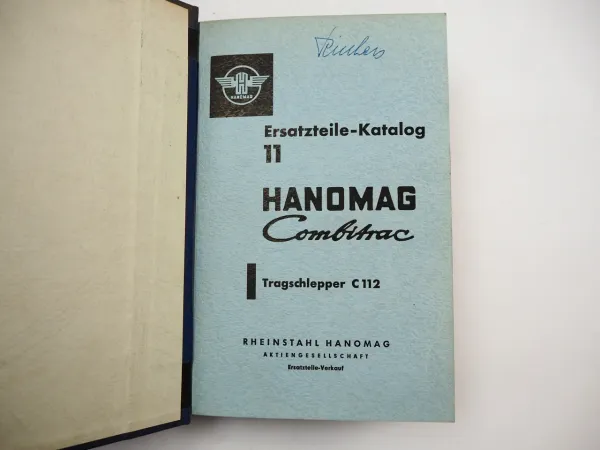 HANOMAG
Ersatzteile-Katalog
11
HANOMAG
Combitrac
Tragschlepper C 112
RHEINSTAHL HANOMAG
AKTIENGESELLSCHAFT
Ersatzteile-Verkauf